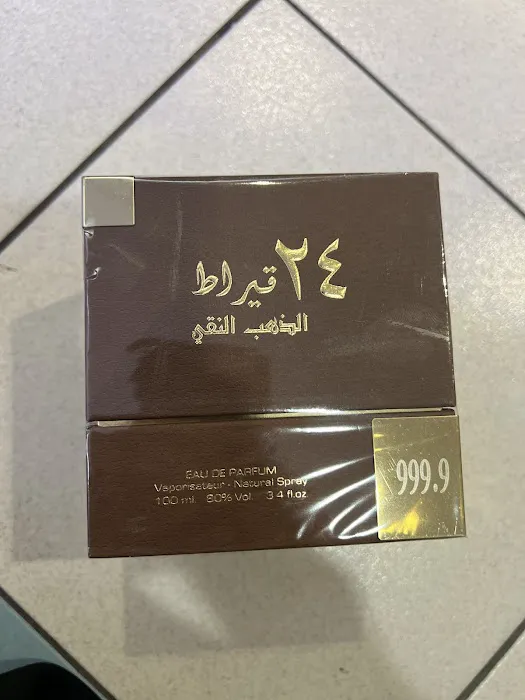 ٢٤ قيراط
الذهب النقي
EAU DE PARFUM
Vaporisateur - Natural Spray
100 ml. 80% Vol. 3.4 fl.oz
999.9